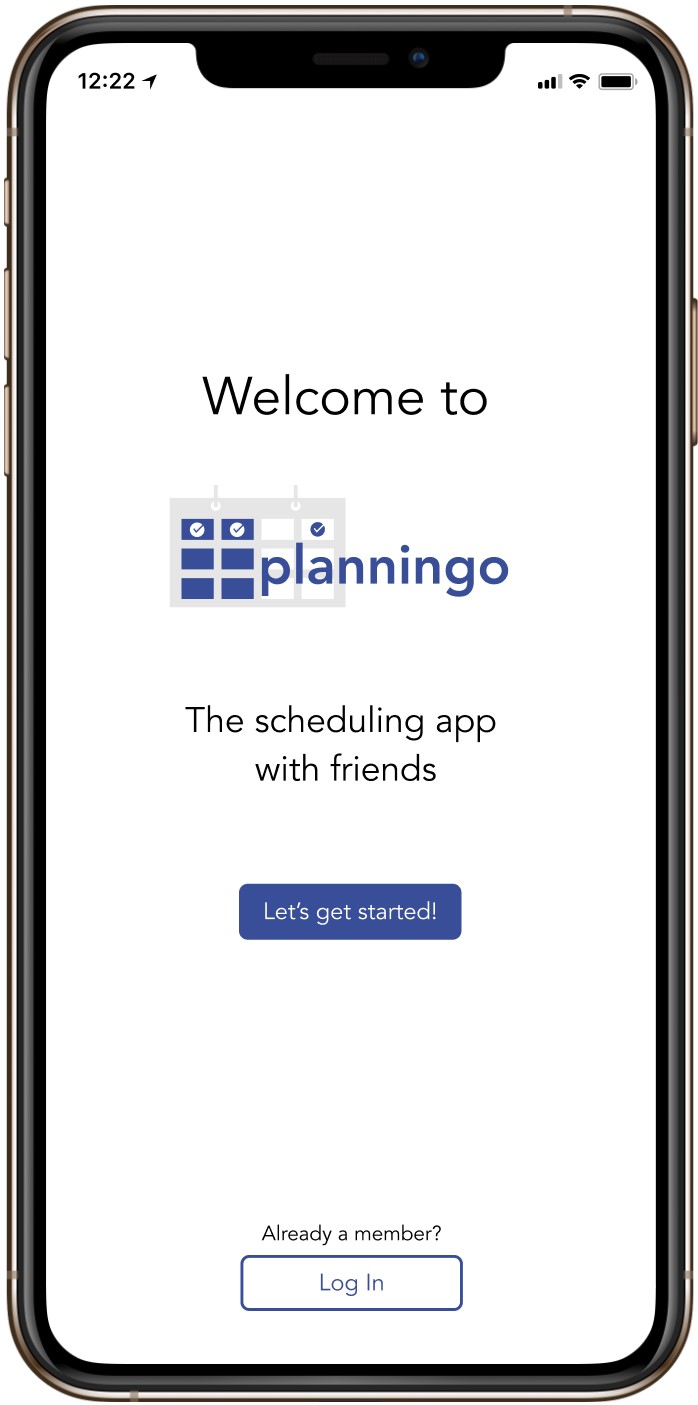 12:22
Welcome to
planningo
The scheduling app
with friends
Let’s get started!
Already a member?
Log In